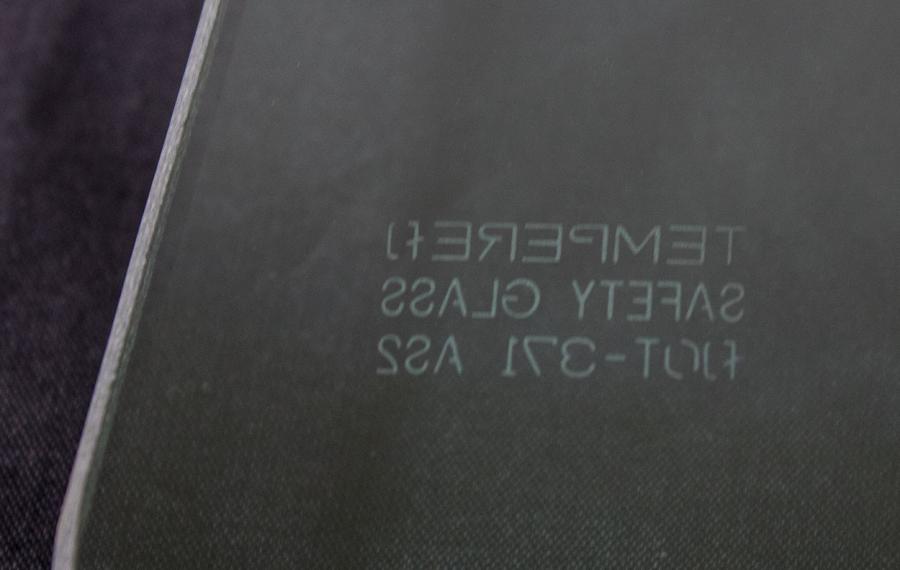 TEMPERED
SAFETY GLASS
DOT-371 AS2